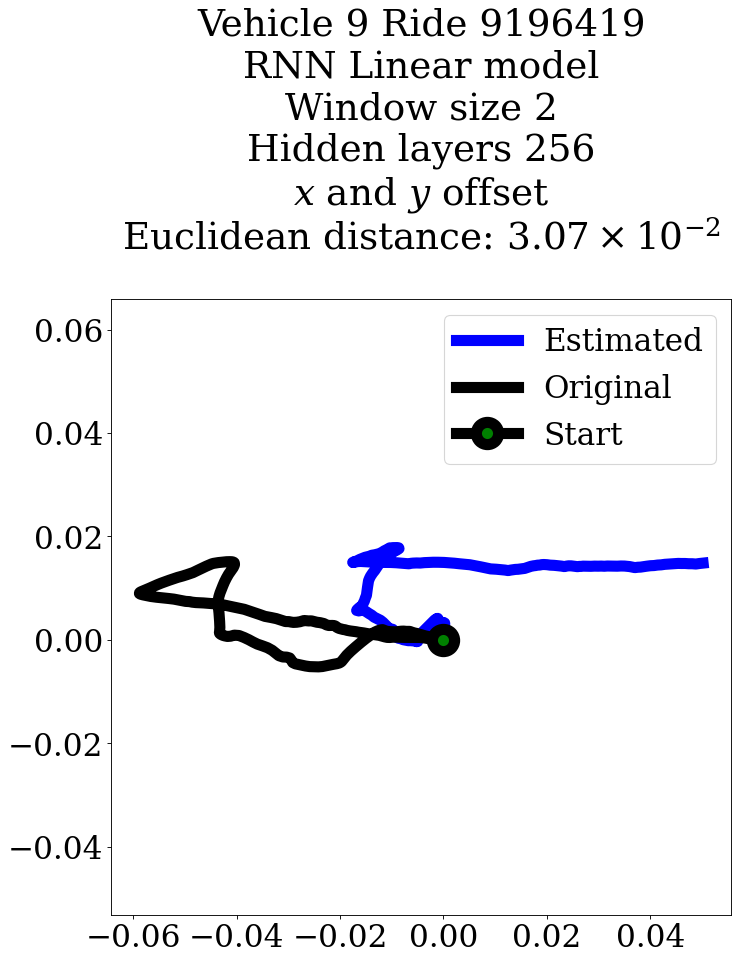 Vehicle 9 Ride 9196419
RNN Linear model
Window size 2
Hidden layers 256
x and y offset
Euclidean distance: 3.07 × 10⁻²
Estimated
Original
Start
0.06
0.04
0.02
0.00
−0.02
−0.04
−0.06 −0.04 −0.02 0.00 0.02 0.04